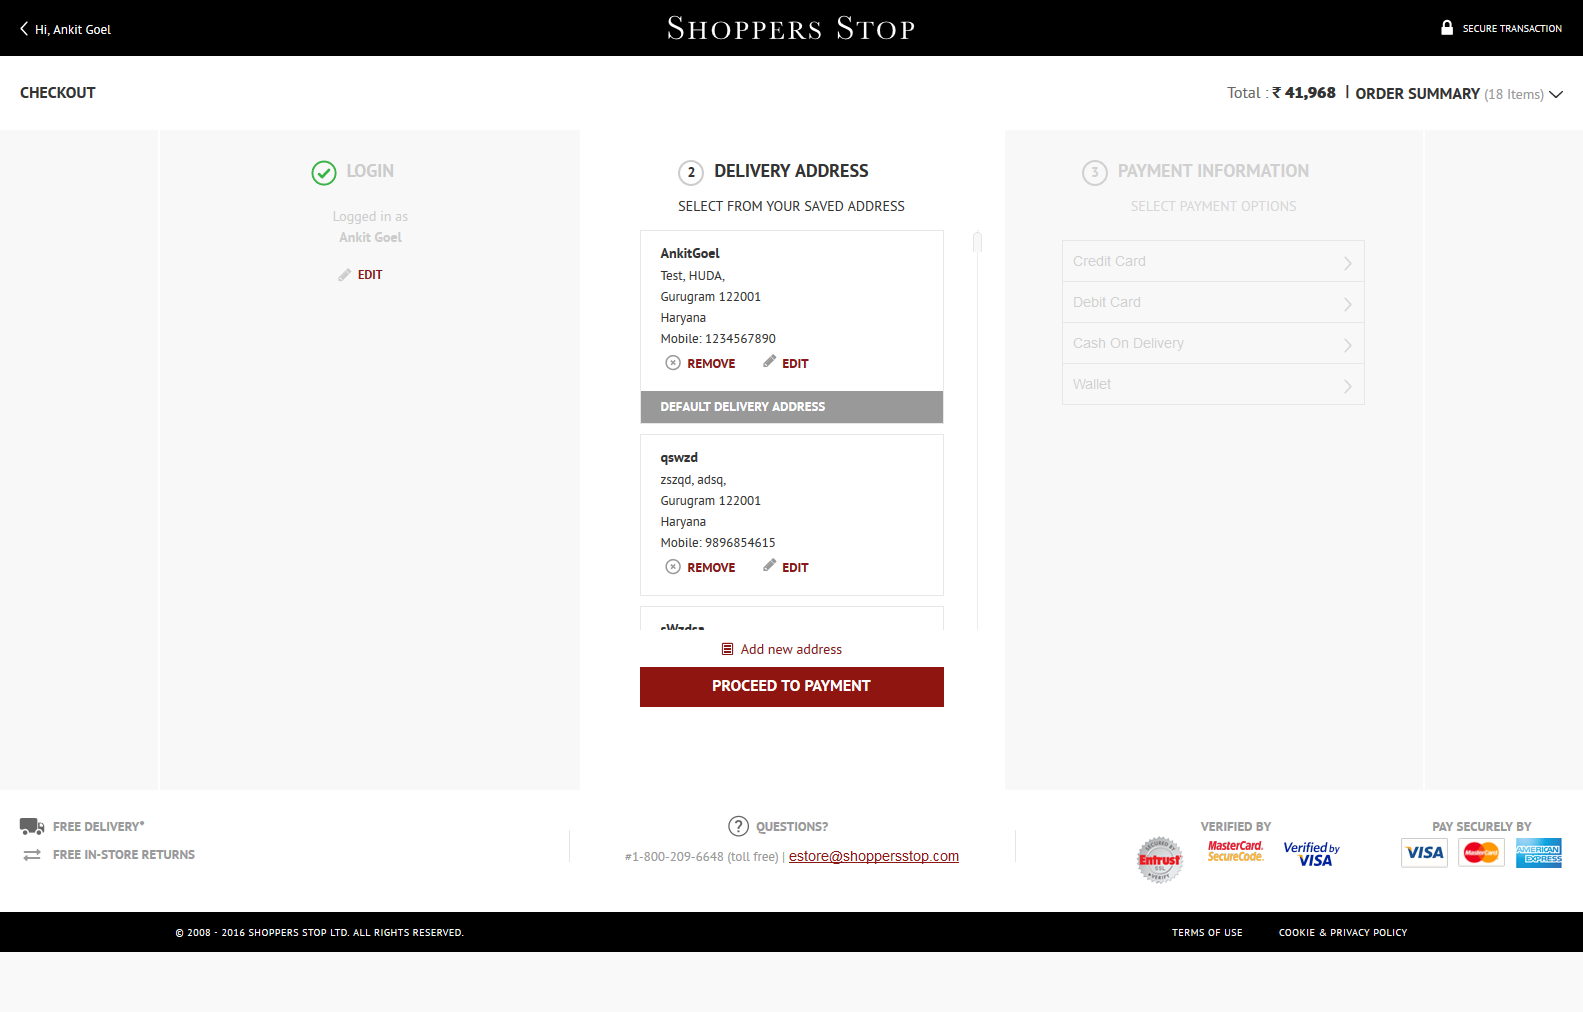 Hi, Ankit Goel
SHOPPERS STOP
SECURE TRANSACTION
CHECKOUT
Total : ₹ 41,968 | ORDER SUMMARY (18 Items)
LOGIN
Logged in as
Ankit Goel
EDIT
2 DELIVERY ADDRESS
SELECT FROM YOUR SAVED ADDRESS
AnkitGoel
Test, HUDA,
Gurugram 122001
Haryana
Mobile: 1234567890
REMOVE EDIT
DEFAULT DELIVERY ADDRESS
qswzd
zszqd, adsq,
Gurugram 122001
Haryana
Mobile: 9896854615
REMOVE EDIT
Add new address
PROCEED TO PAYMENT
3 PAYMENT INFORMATION
SELECT PAYMENT OPTIONS
Credit Card
Debit Card
Cash On Delivery
Wallet
FREE DELIVERY*
FREE IN-STORE RETURNS
? QUESTIONS?
#1-800-209-6648 (toll free) | estore@shoppersstop.com
VERIFIED BY
SECURED BY
Entrust
SSL
VERIFY
MasterCard.
SecureCode.
Verified by
VISA
PAY SECURELY BY
VISA
MasterCard
AMERICAN
EXPRESS
© 2008 - 2016 SHOPPERS STOP LTD. ALL RIGHTS RESERVED.
TERMS OF USE
COOKIE & PRIVACY POLICY